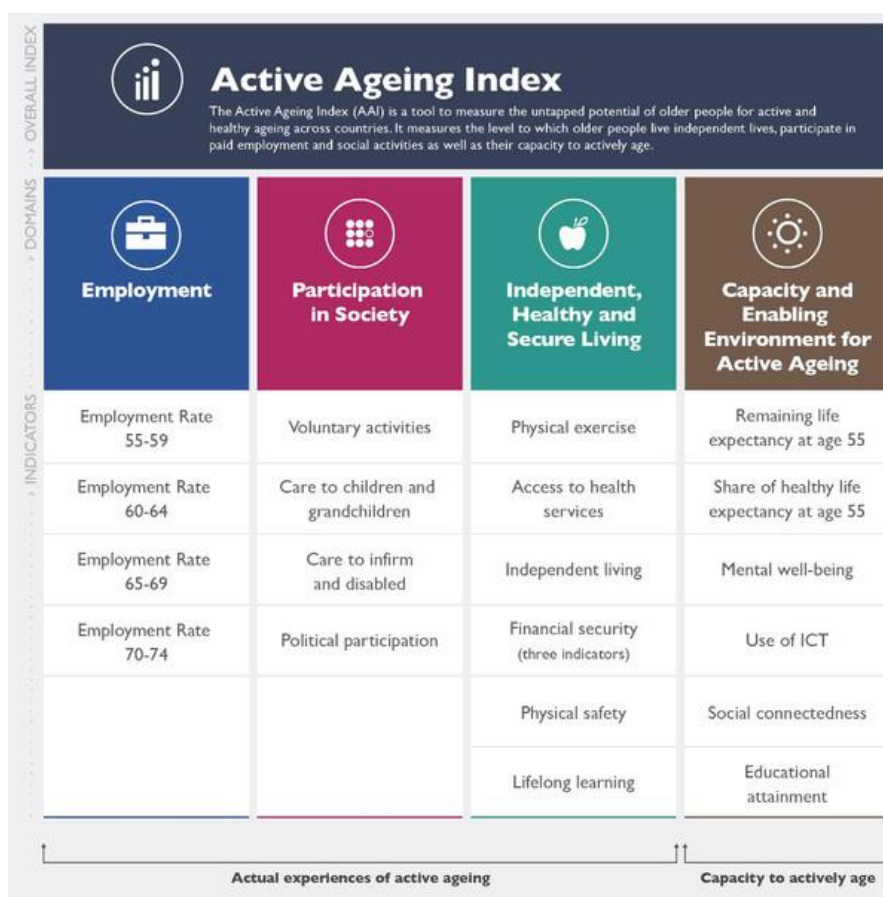 OVERALL INDEX
Active Ageing Index
The Active Ageing Index (AAI) is a tool to measure the untapped potential of older people for active and
healthy ageing across countries. It measures the level to which older people live independent lives, participate in
paid employment and social activities as well as their capacity to actively age.
DOMAINS
Employment
Participation
in Society
Independent,
Healthy and
Secure Living
Capacity and
Enabling
Environment for
Active Ageing
INDICATORS
Employment Rate
55-59
Voluntary activities
Physical exercise
Remaining life
expectancy at age 55
Employment Rate
60-64
Care to children and
grandchildren
Access to health
services
Share of healthy life
expectancy at age 55
Employment Rate
65-69
Care to infirm
and disabled
Independent living
Mental well-being
Employment Rate
70-74
Political participation
Financial security
(three indicators)
Use of ICT
Physical safety
Social connectedness
Lifelong learning
Educational
attainment
Actual experiences of active ageing
Capacity to actively age